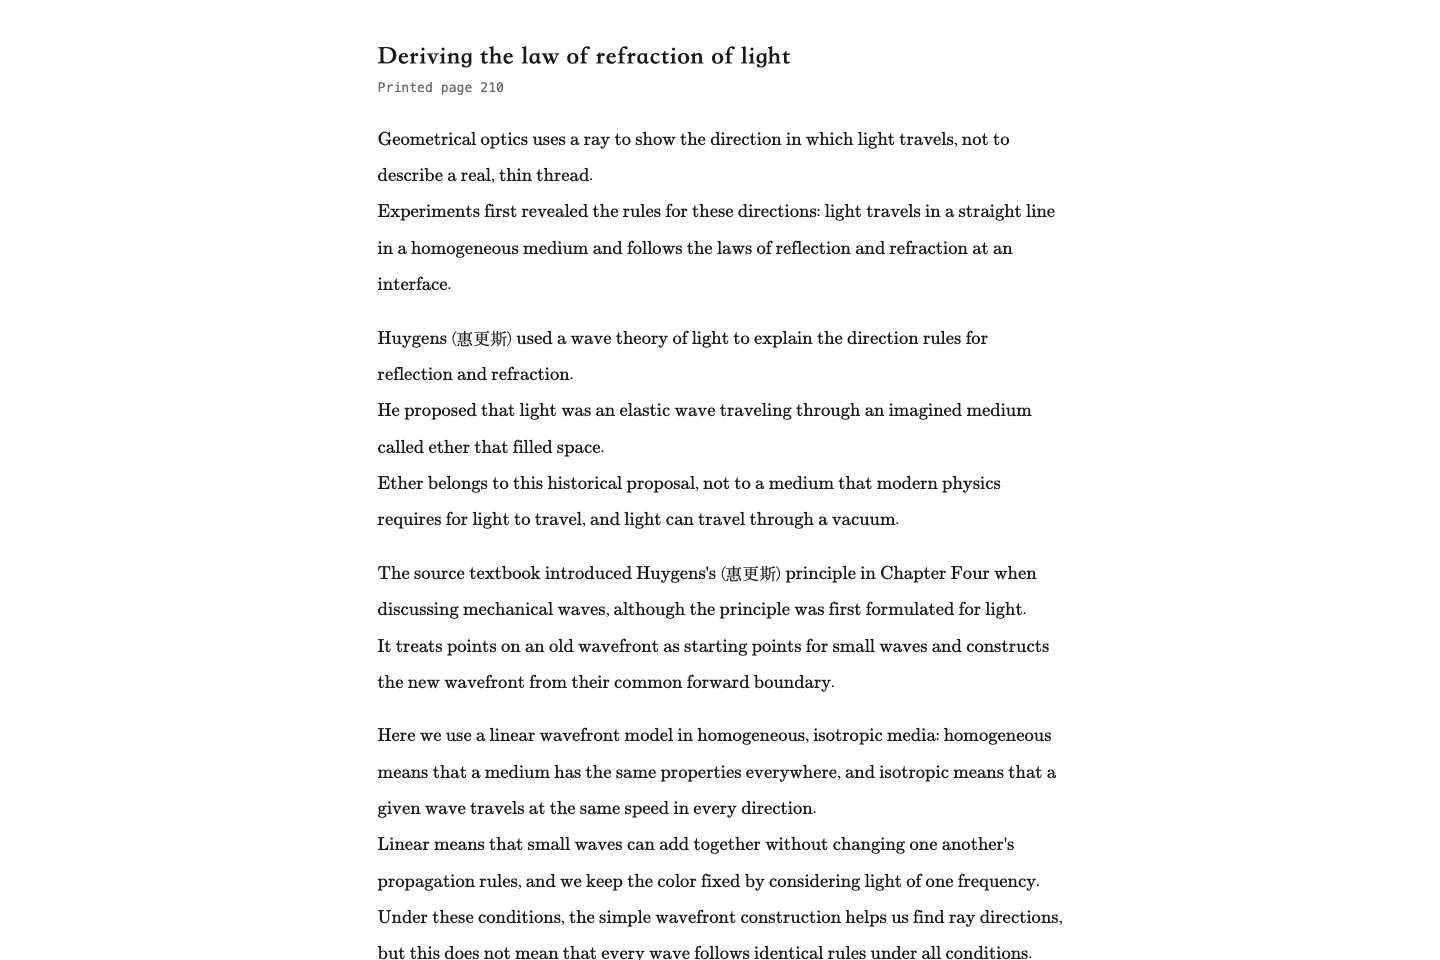 Deriving the law of refraction of light
Printed page 210
Geometrical optics uses a ray to show the direction in which light travels, not to
describe a real, thin thread.
Experiments first revealed the rules for these directions: light travels in a straight line
in a homogeneous medium and follows the laws of reflection and refraction at an
interface.
Huygens (惠更斯) used a wave theory of light to explain the direction rules for
reflection and refraction.
He proposed that light was an elastic wave traveling through an imagined medium
called ether that filled space.
Ether belongs to this historical proposal, not to a medium that modern physics
requires for light to travel, and light can travel through a vacuum.
The source textbook introduced Huygens's (惠更斯) principle in Chapter Four when
discussing mechanical waves, although the principle was first formulated for light.
It treats points on an old wavefront as starting points for small waves and constructs
the new wavefront from their common forward boundary.
Here we use a linear wavefront model in homogeneous, isotropic media: homogeneous
means that a medium has the same properties everywhere, and isotropic means that a
given wave travels at the same speed in every direction.
Linear means that small waves can add together without changing one another's
propagation rules, and we keep the color fixed by considering light of one frequency.
Under these conditions, the simple wavefront construction helps us find ray directions,
but this does not mean that every wave follows identical rules under all conditions.